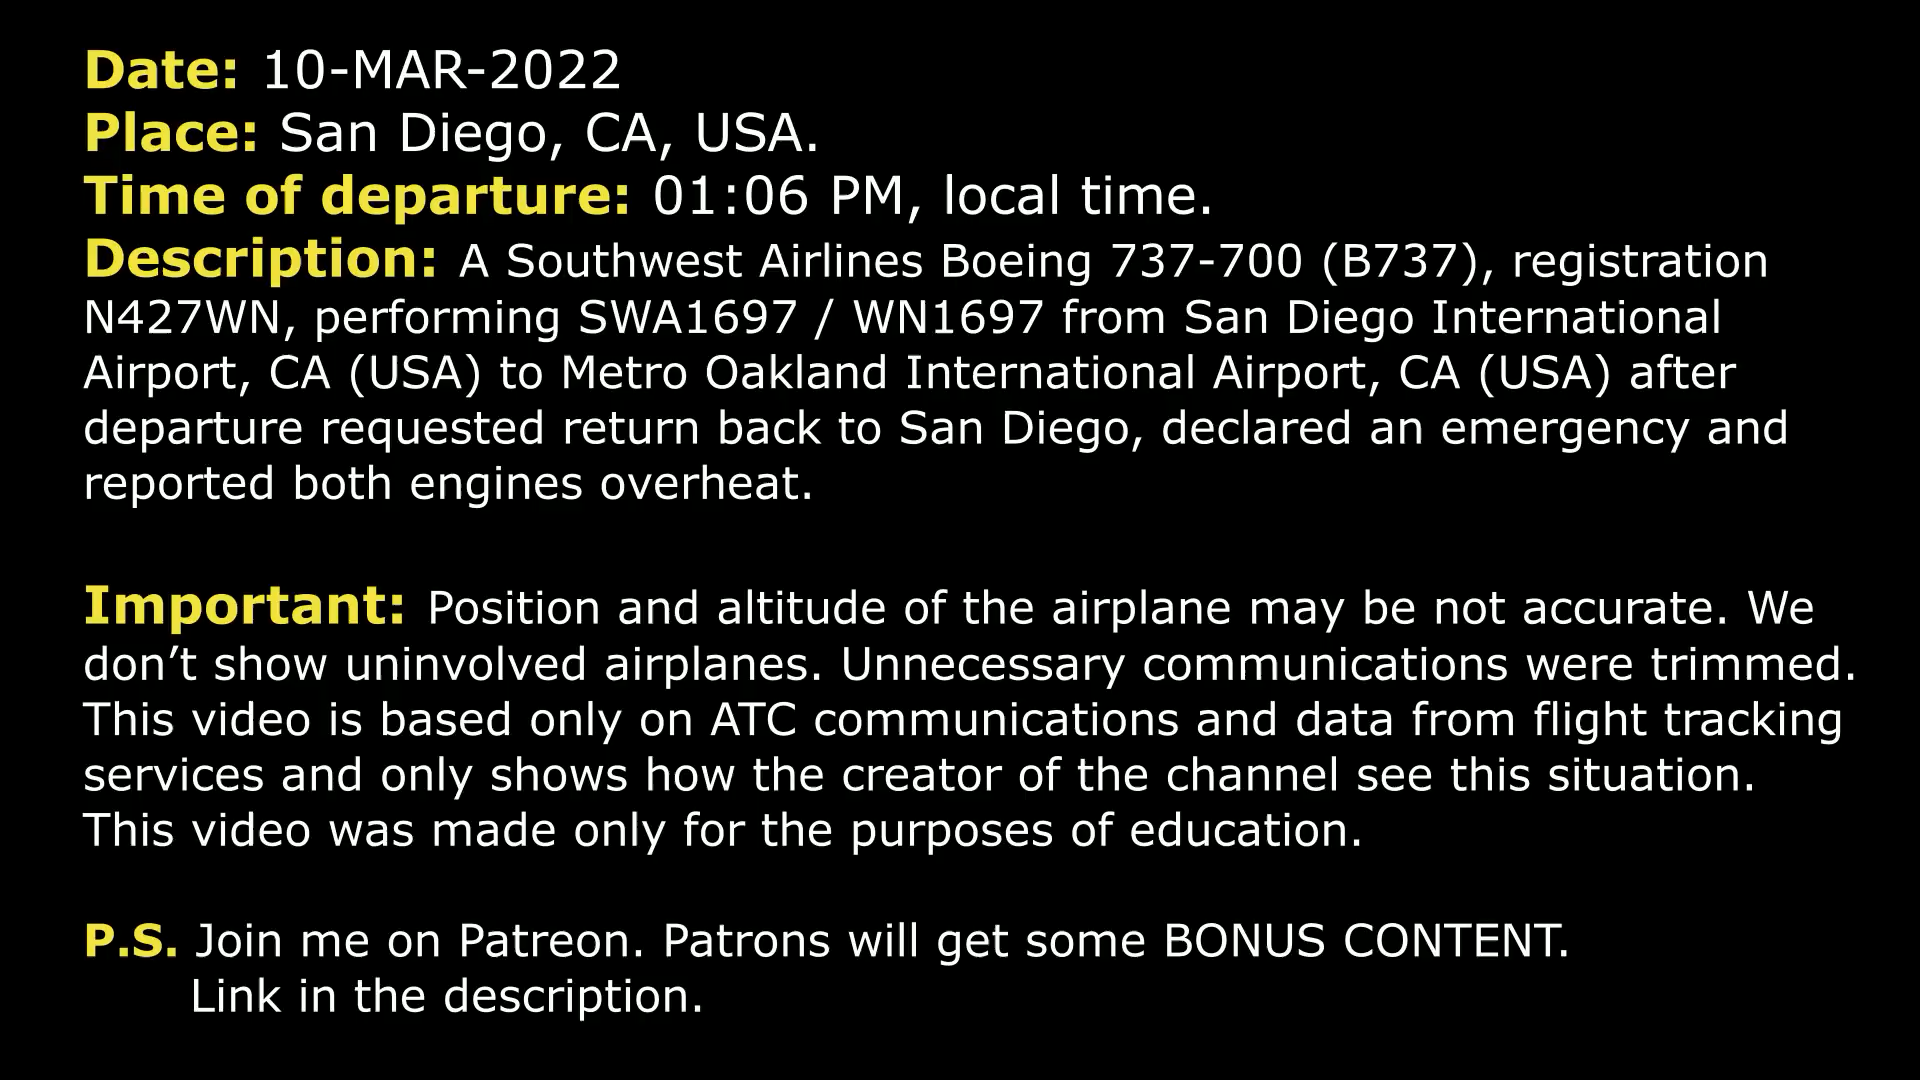 Date: 10-MAR-2022
Place: San Diego, CA, USA.
Time of departure: 01:06 PM, local time.
Description: A Southwest Airlines Boeing 737-700 (B737), registration
N427WN, performing SWA1697 / WN1697 from San Diego International
Airport, CA (USA) to Metro Oakland International Airport, CA (USA) after
departure requested return back to San Diego, declared an emergency and
reported both engines overheat.
Important: Position and altitude of the airplane may be not accurate. We
don’t show uninvolved airplanes. Unnecessary communications were trimmed.
This video is based only on ATC communications and data from flight tracking
services and only shows how the creator of the channel see this situation.
This video was made only for the purposes of education.
P.S. Join me on Patreon. Patrons will get some BONUS CONTENT.
Link in the description.